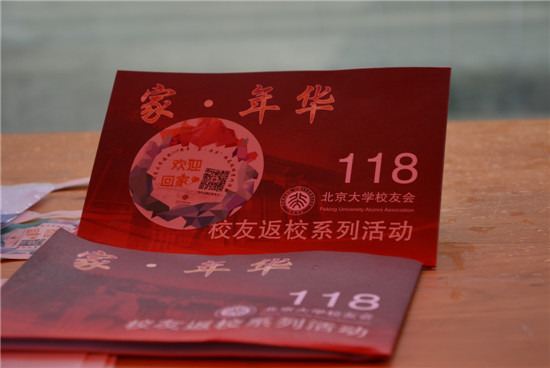 家·年华
欢迎
回家
118
北京大学校友会
Peking University Alumni Association
校友返校系列活动
家·年华
118
北京大学校友会
校友返校系列活动